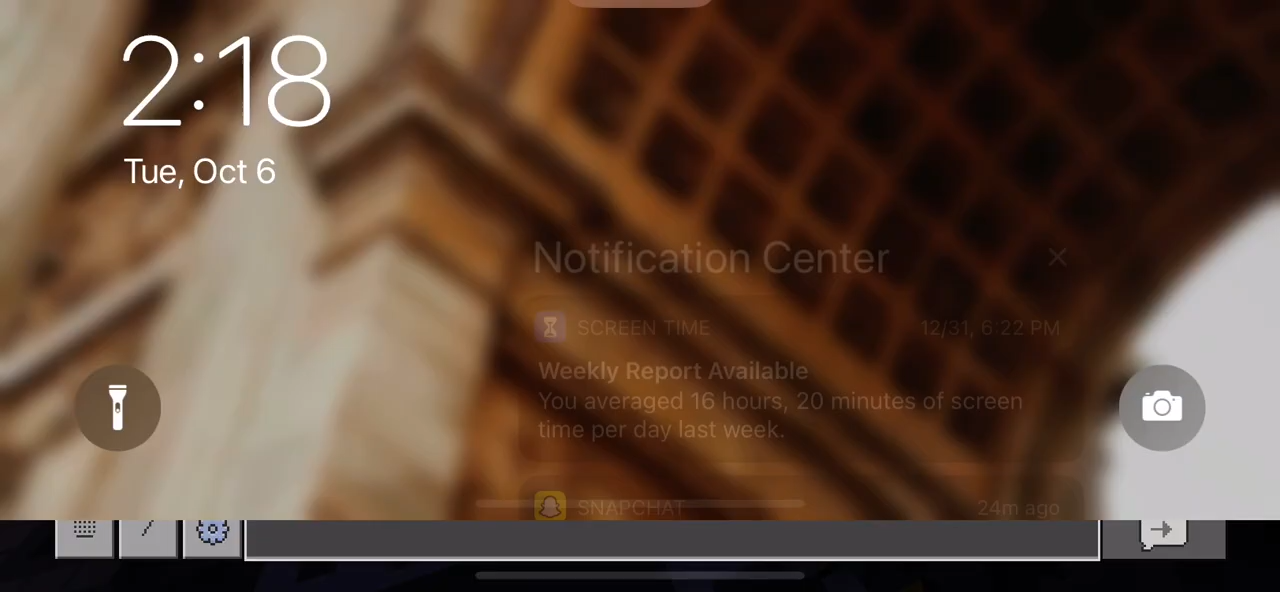 2:18
Tue, Oct 6
Notification Center
SCREEN TIME 12/31, 6:22 PM
Weekly Report Available
You averaged 16 hours, 20 minutes of screen
time per day last week.
SNAPCHAT 24m ago